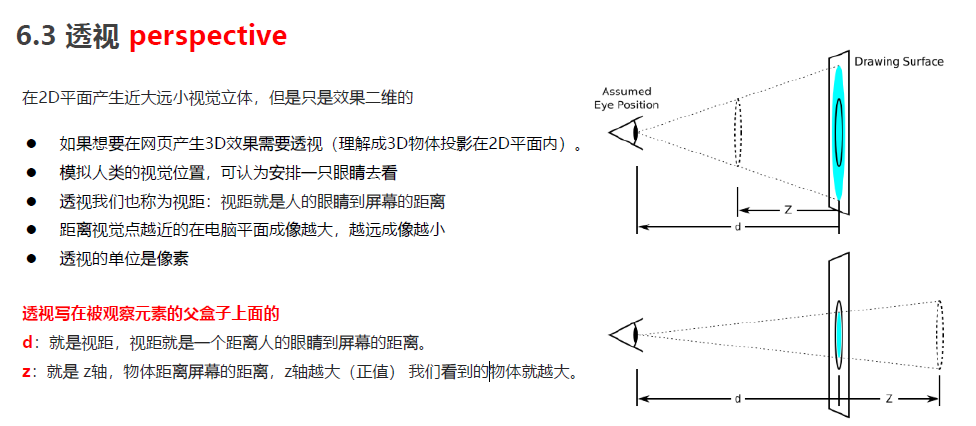 6.3 透视 perspective
在2D平面产生近大远小视觉立体，但是只是效果二维的
● 如果想要在网页产生3D效果需要透视（理解成3D物体投影在2D平面内）。
● 模拟人类的视觉位置，可认为安排一只眼睛去看
● 透视我们也称为视距：视距就是人的眼睛到屏幕的距离
● 距离视觉点越近的在电脑平面成像越大，越远成像越小
● 透视的单位是像素
透视写在被观察元素的父盒子上面的
d：就是视距，视距就是一个距离人的眼睛到屏幕的距离。
z：就是 z轴，物体距离屏幕的距离，z轴越大（正值） 我们看到的物体就越大。
Drawing Surface
Assumed
Eye Position
Z
d
d
Z